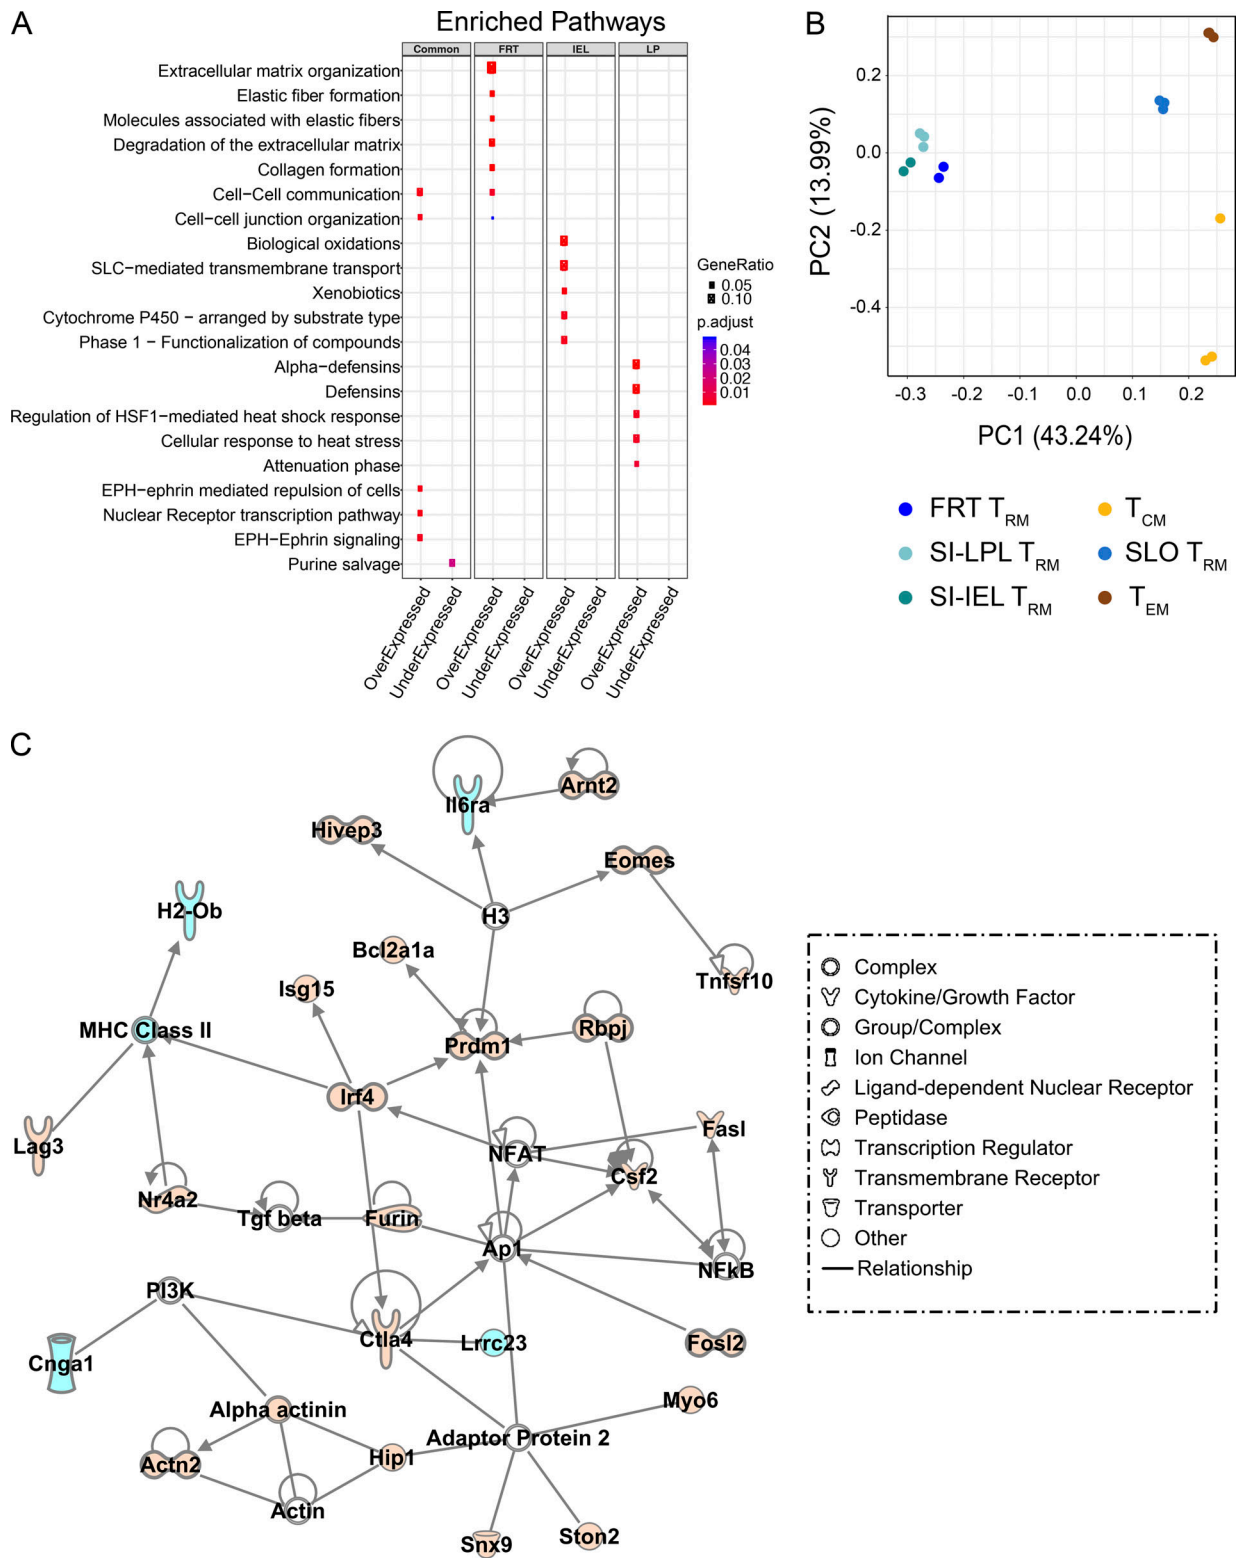 A
Enriched Pathways
Common FRT IEL LP
Extracellular matrix organization
Elastic fiber formation
Molecules associated with elastic fibers
Degradation of the extracellular matrix
Collagen formation
Cell−Cell communication
Cell−cell junction organization
Biological oxidations
SLC−mediated transmembrane transport
Xenobiotics
Cytochrome P450 − arranged by substrate type
Phase 1 − Functionalization of compounds
Alpha−defensins
Defensins
Regulation of HSF1−mediated heat shock response
Cellular response to heat stress
Attenuation phase
EPH−ephrin mediated repulsion of cells
Nuclear Receptor transcription pathway
EPH−Ephrin signaling
Purine salvage
OverExpressed
UnderExpressed
OverExpressed
UnderExpressed
OverExpressed
UnderExpressed
OverExpressed
UnderExpressed
GeneRatio
0.05
0.10
p.adjust
0.04
0.03
0.02
0.01
B
PC2 (13.99%)
0.2
0.0
-0.2
-0.4
-0.3 -0.2 -0.1 0.0 0.1 0.2
PC1 (43.24%)
FRT TRM
TCM
SI-LPL TRM
SLO TRM
SI-IEL TRM
TEM
C
Il6ra
Arnt2
Hivep3
Eomes
H2-Ob
H3
Bcl2a1a
Tnfsf10
Isg15
MHC Class II
Prdm1
Rbpj
Irf4
Fasl
Lag3
NFAT
Csf2
Nr4a2
Tgf beta
Furin
Ap1
NFkB
PI3K
Ctla4
Lrrc23
Fosl2
Cnga1
Alpha actinin
Myo6
Adaptor Protein 2
Actn2
Hip1
Actin
Snx9
Ston2
Complex
Cytokine/Growth Factor
Group/Complex
Ion Channel
Ligand-dependent Nuclear Receptor
Peptidase
Transcription Regulator
Transmembrane Receptor
Transporter
Other
Relationship